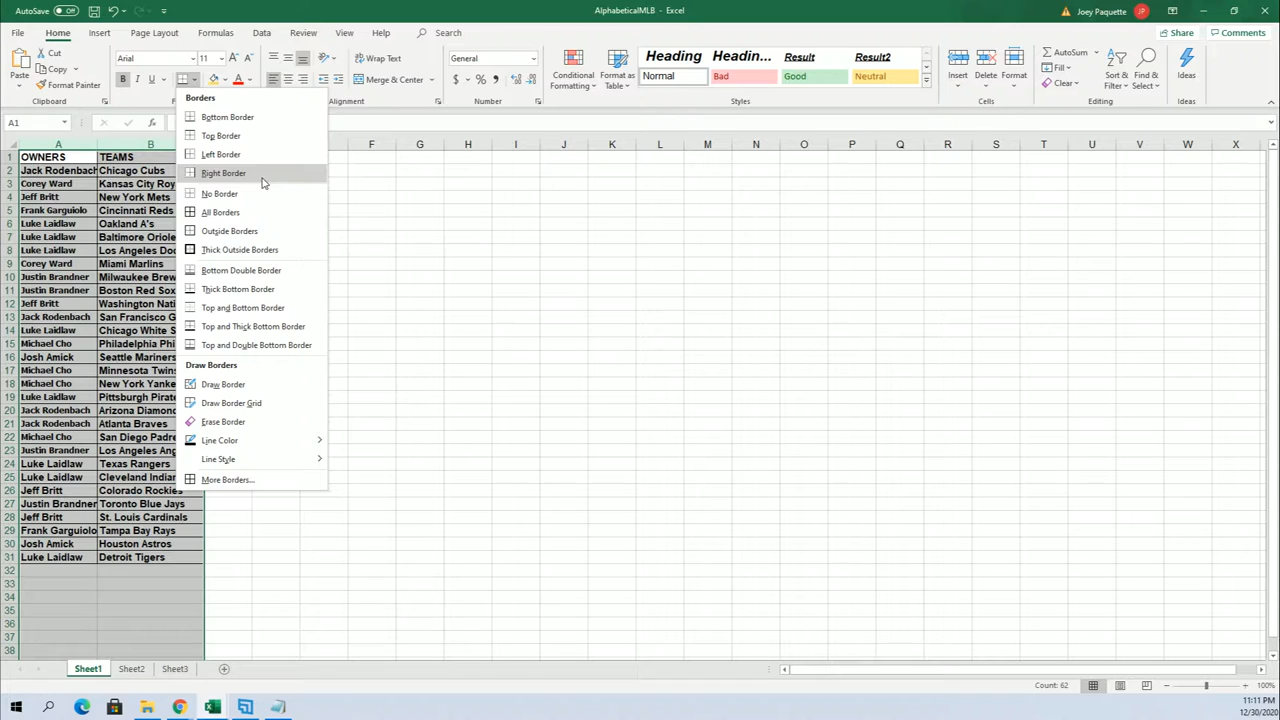 AutoSave Off
AlphabeticalMLB - Excel
Joey Paquette JP
File Home Insert Page Layout Formulas Data Review View Help Search Share Comments
Paste Cut Copy Format Painter Clipboard
Arial 11
B I U
Wrap Text
Merge & Center
Alignment
General
$ % Number
Conditional Formatting
Format as Table
Heading Headin... Result Result2
Normal Bad Good Neutral
Styles
Insert Delete Format
Cells
AutoSum
Fill
Clear
Sort & Filter
Find & Select
Editing
Ideas
Ideas
A1
A B F G H I J K L M N O P Q R S T U V W X
1 OWNERS TEAMS
2 Jack Rodenbach Chicago Cubs
3 Corey Ward Kansas City Roy
4 Jeff Britt New York Mets
5 Frank Garguiolo Cincinnati Reds
6 Luke Laidlaw Oakland A's
7 Luke Laidlaw Baltimore Oriole
8 Luke Laidlaw Los Angeles Doc
9 Corey Ward Miami Marlins
10 Justin Brandner Milwaukee Brew
11 Justin Brandner Boston Red Sox
12 Jeff Britt Washington Nati
13 Jack Rodenbach San Francisco G
14 Luke Laidlaw Chicago White S
15 Michael Cho Philadelphia Phi
16 Josh Amick Seattle Mariners
17 Michael Cho Minnesota Twins
18 Michael Cho New York Yanke
19 Luke Laidlaw Pittsburgh Pirate
20 Jack Rodenbach Arizona Diamond
21 Jack Rodenbach Atlanta Braves
22 Michael Cho San Diego Padre
23 Justin Brandner Los Angeles Ang
24 Luke Laidlaw Texas Rangers
25 Luke Laidlaw Cleveland Indian
26 Jeff Britt Colorado Rockies
27 Justin Brandner Toronto Blue Jays
28 Jeff Britt St. Louis Cardinals
29 Frank Garguiolo Tampa Bay Rays
30 Josh Amick Houston Astros
31 Luke Laidlaw Detroit Tigers
32
33
34
35
36
37
38
Borders
Bottom Border
Top Border
Left Border
Right Border
No Border
All Borders
Outside Borders
Thick Outside Borders
Bottom Double Border
Thick Bottom Border
Top and Bottom Border
Top and Thick Bottom Border
Top and Double Bottom Border
Draw Borders
Draw Border
Draw Border Grid
Erase Border
Line Color
Line Style
More Borders...
Sheet1 Sheet2 Sheet3
Count: 62
100%
11:11 PM
12/30/2020